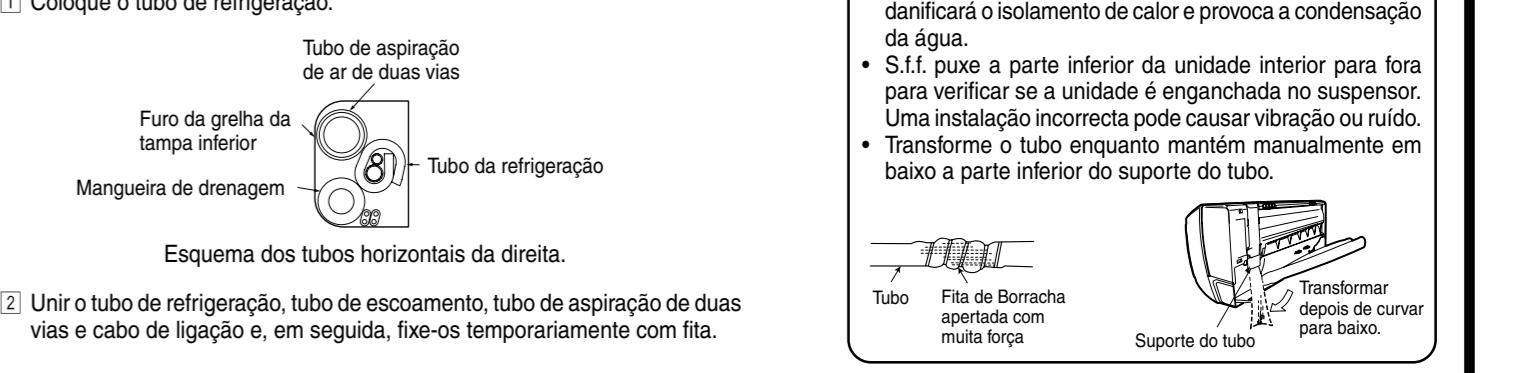 1 Coloque o tubo de refrigeração.
Tubo de aspiração
de ar de duas vias
Furo da grelha da
tampa inferior
Tubo da refrigeração
Mangueira de drenagem
Esquema dos tubos horizontais da direita.
2 Unir o tubo de refrigeração, tubo de escoamento, tubo de aspiração de duas
vias e cabo de ligação e, em seguida, fixe-os temporariamente com fita.
danificará o isolamento de calor e provoca a condensação
da água.
• S.f.f. puxe a parte inferior da unidade interior para fora
para verificar se a unidade é enganchada no suspensor.
Uma instalação incorrecta pode causar vibração ou ruído.
• Transforme o tubo enquanto mantém manualmente em
baixo a parte inferior do suporte do tubo.
Tubo
Fita de Borracha
apertada com
muita força
Suporte do tubo
Transformar
depois de curvar
para baixo.